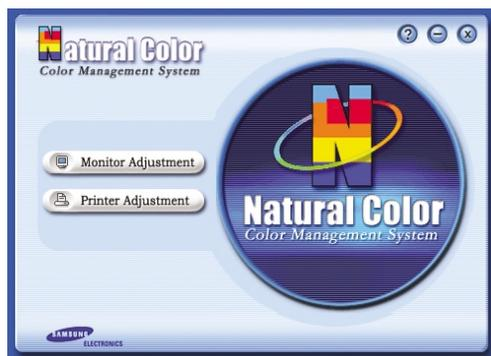 Natural Color
Color Management System
? − x
Monitor Adjustment
Printer Adjustment
N
Natural Color
Color Management System
SAMSUNG
ELECTRONICS